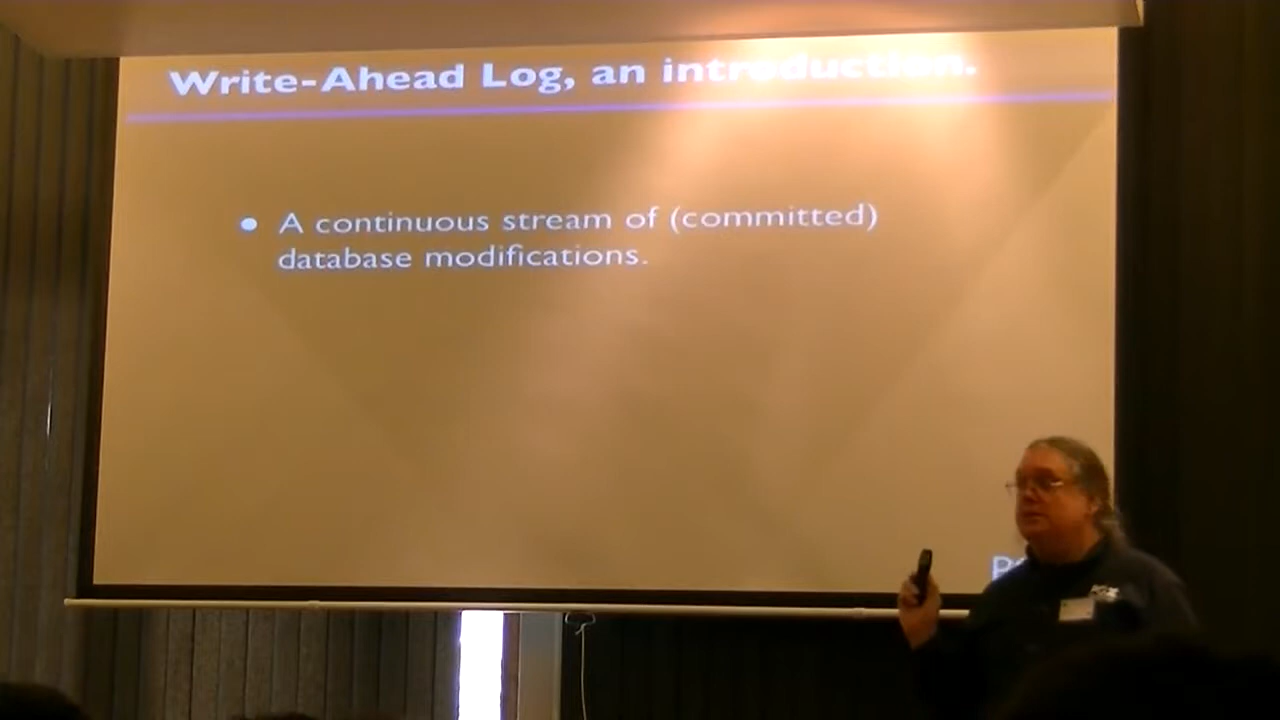 Write-Ahead Log, an introduction.
• A continuous stream of (committed)
database modifications.